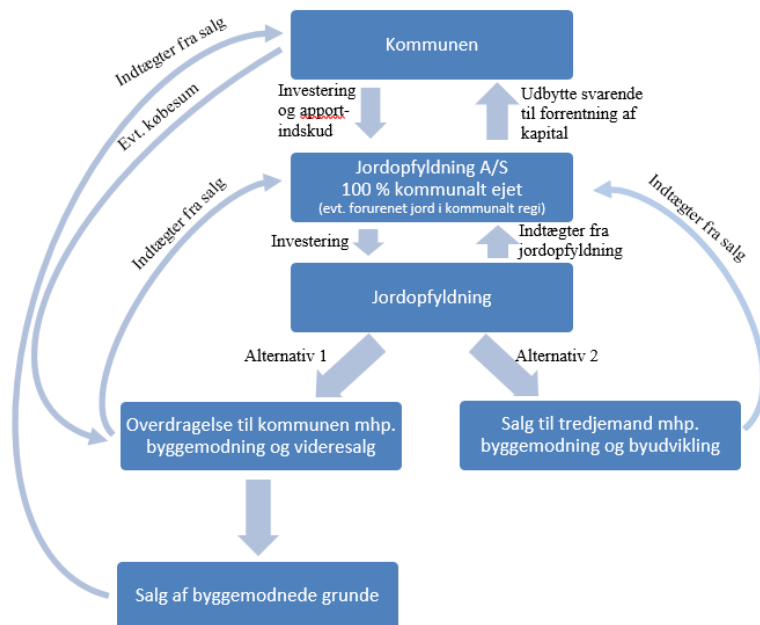 Kommunen
Indtægter fra salg
Evt. købesum
Investering
og apport-
indskud
Udbytte svarende
til forrentning af
kapital
Jordopfyldning A/S
100 % kommunalt ejet
(evt. forurenet jord i kommunalt regi)
Indtægter fra salg
Indtægter fra salg
Investering
Indtægter fra
jordopfyldning
Jordopfyldning
Alternativ 1
Alternativ 2
Overdragelse til kommunen mhp.
byggemodning og videresalg
Salg til tredjemand mhp.
byggemodning og byudvikling
Salg af byggemodnede grunde